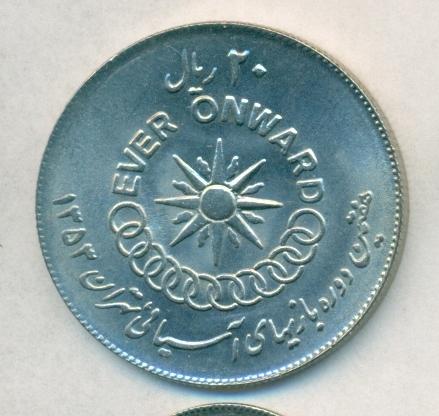 ۲۰ ریال
EVER ONWARD
هفتمین دوره بازیهای آسیائی تهران ۱۳۵۳